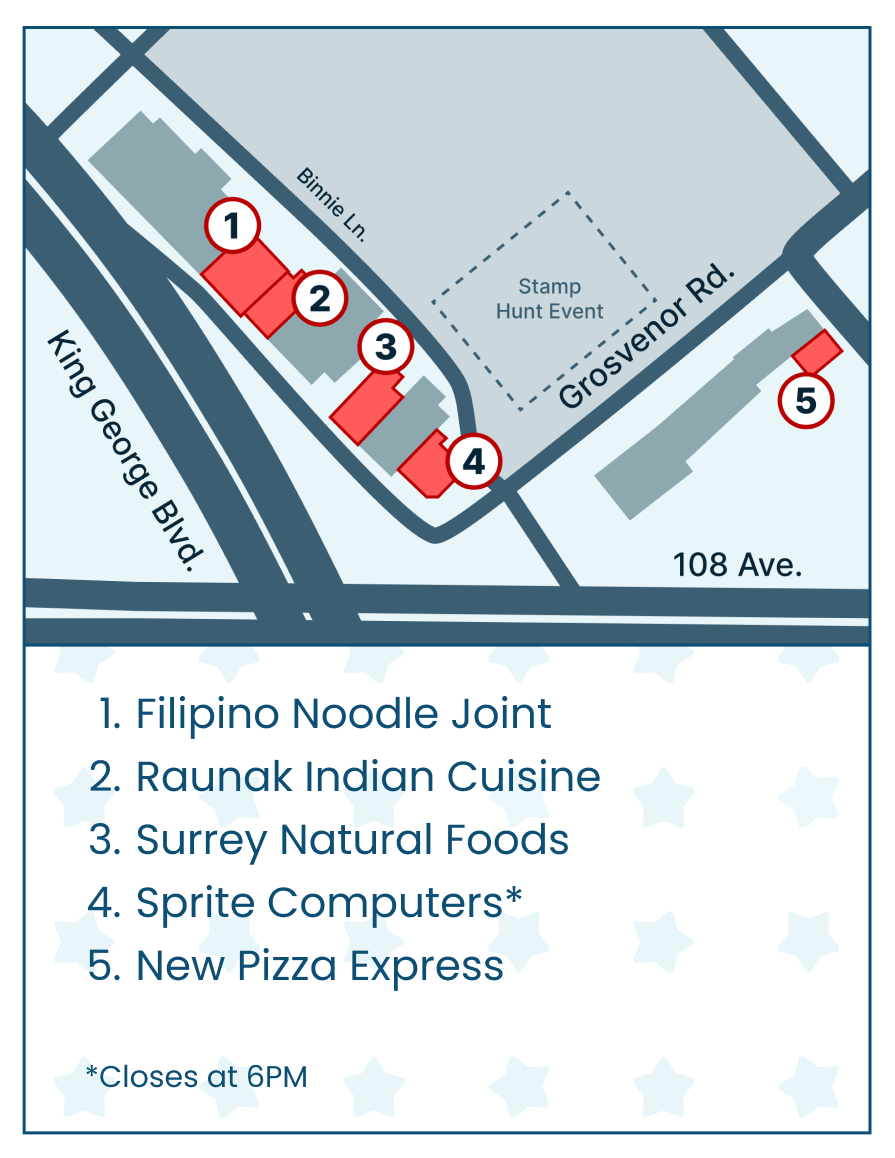 Binnie Ln.
1
2
3
4
5
Stamp
Hunt Event
Grosvenor Rd.
King George Blvd.
108 Ave.
1. Filipino Noodle Joint
2. Raunak Indian Cuisine
3. Surrey Natural Foods
4. Sprite Computers*
5. New Pizza Express
*Closes at 6PM